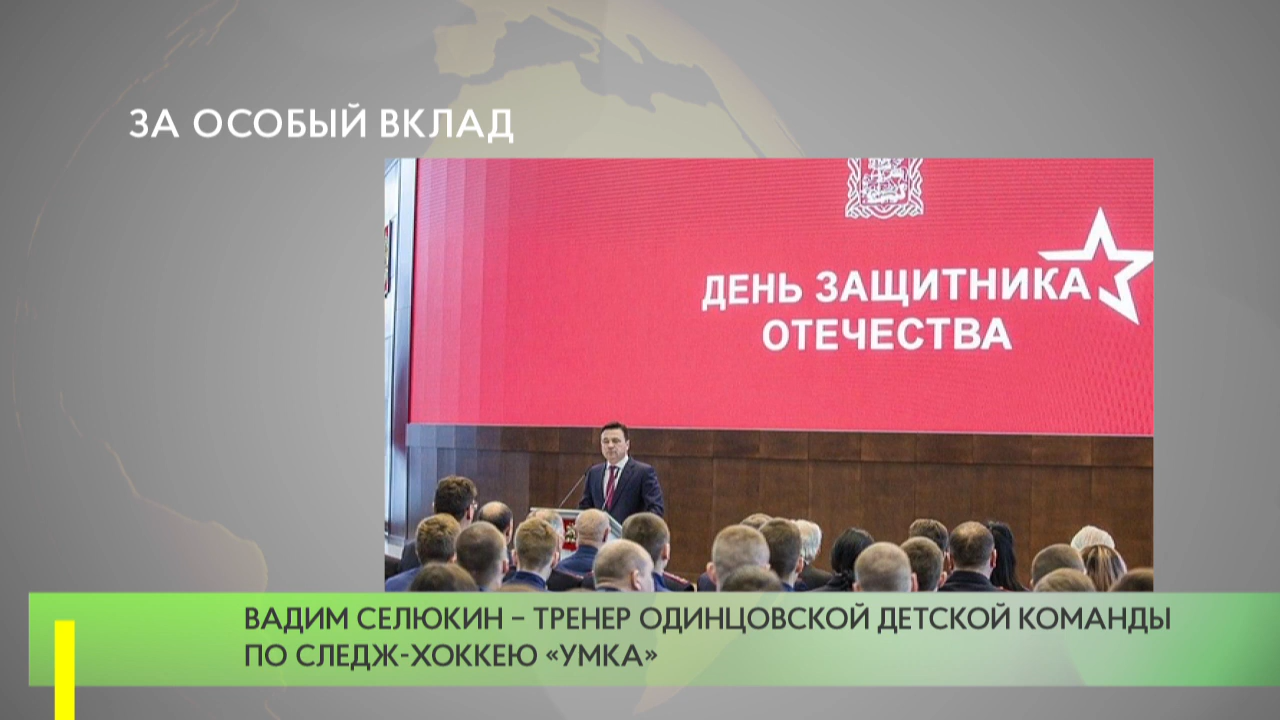 ЗА ОСОБЫЙ ВКЛАД
ДЕНЬ ЗАЩИТНИКА
ОТЕЧЕСТВА
ВАДИМ СЕЛЮКИН – ТРЕНЕР ОДИНЦОВСКОЙ ДЕТСКОЙ КОМАНДЫ
ПО СЛЕДЖ-ХОККЕЮ «УМКА»